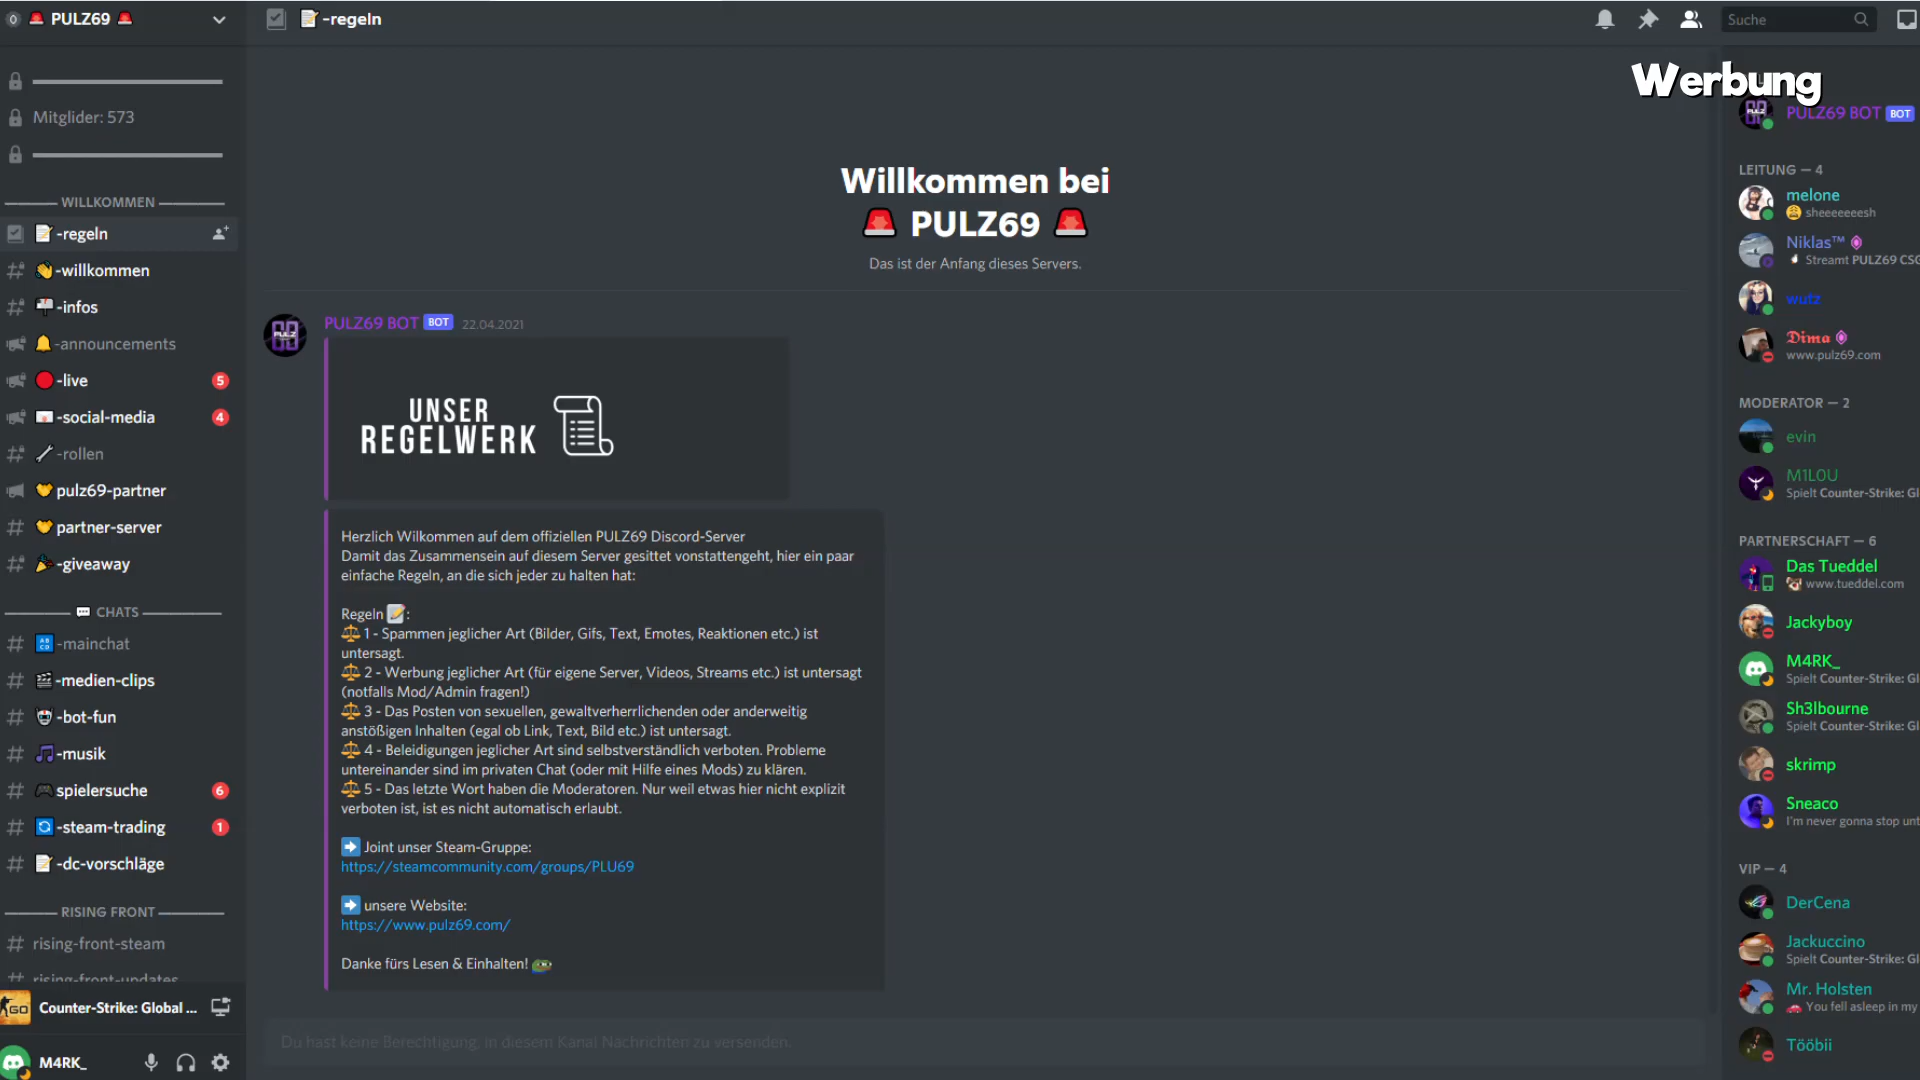 PULZ69
-regeln
Suche
Werbung
Mitglider: 573
WILLKOMMEN
-regeln
-willkommen
-infos
-announcements
-live
5
-social-media
4
-rollen
pulz69-partner
partner-server
-giveaway
CHATS
-mainchat
-medien-clips
-bot-fun
-musik
spielersuche
6
-steam-trading
1
-dc-vorschläge
RISING FRONT
rising-front-steam
rising-front-updates
Counter-Strike: Global ...
M4RK_
Willkommen bei
PULZ69
Das ist der Anfang dieses Servers.
PULZ69 BOT BOT 22.04.2021
UNSER
REGELWERK
Herzlich Wilkommen auf dem offiziellen PULZ69 Discord-Server
Damit das Zusammensein auf diesem Server gesittet vonstattengeht, hier ein paar
einfache Regeln, an die sich jeder zu halten hat:
Regeln :
1 - Spammen jeglicher Art (Bilder, Gifs, Text, Emotes, Reaktionen etc.) ist
untersagt.
2 - Werbung jeglicher Art (für eigene Server, Videos, Streams etc.) ist untersagt
(notfalls Mod/Admin fragen!)
3 - Das Posten von sexuellen, gewaltverherrlichenden oder anderweitig
anstößigen Inhalten (egal ob Link, Text, Bild etc.) ist untersagt.
4 - Beleidigungen jeglicher Art sind selbstverständlich verboten. Probleme
untereinander sind im privaten Chat (oder mit Hilfe eines Mods) zu klären.
5 - Das letzte Wort haben die Moderatoren. Nur weil etwas hier nicht explizit
verboten ist, ist es nicht automatisch erlaubt.
Joint unser Steam-Gruppe:
https://steamcommunity.com/groups/PLU69
unsere Website:
https://www.pulz69.com/
Danke fürs Lesen & Einhalten!
Du hast keine Berechtigung, in diesem Kanal Nachrichten zu versenden.
PULZ69 BOT BOT
LEITUNG — 4
melone
sheeeeeeesh
Niklas™
Streamt PULZ69 CSG
wutz
Dima
www.pulz69.com
MODERATOR — 2
evin
M1L0U
Spielt Counter-Strike: Gl
PARTNERSCHAFT — 6
Das Tueddel
www.tueddel.com
Jackyboy
M4RK_
Spielt Counter-Strike: Gl
Sh3lbourne
Spielt Counter-Strike: Gl
skrimp
Sneaco
I'm never gonna stop unt
VIP — 4
DerCena
Jackuccino
Spielt Counter-Strike: Gl
Mr. Holsten
You fell asleep in my
Tööbii